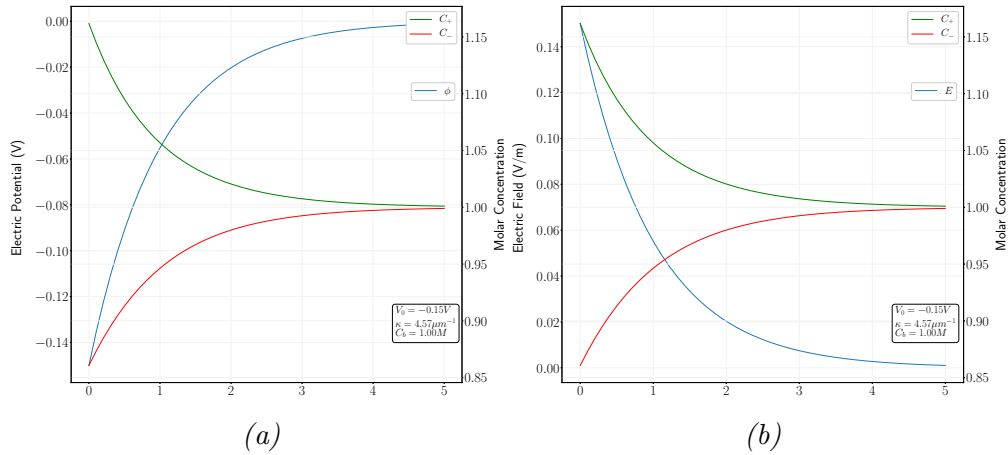 Electric Potential (V)
0.00
−0.02
−0.04
−0.06
−0.08
−0.10
−0.12
−0.14
0 1 2 3 4 5
C₊
C₋
ϕ
V₀ = −0.15V
κ = 4.57μm⁻¹
C_b = 1.00M
1.15
1.10
1.05
1.00
0.95
0.90
0.85
Molar Concentration
(a)
Electric Field (V/m)
0.14
0.12
0.10
0.08
0.06
0.04
0.02
0.00
0 1 2 3 4 5
C₊
C₋
E
V₀ = −0.15V
κ = 4.57μm⁻¹
C_b = 1.00M
1.15
1.10
1.05
1.00
0.95
0.90
0.85
Molar Concentration
(b)